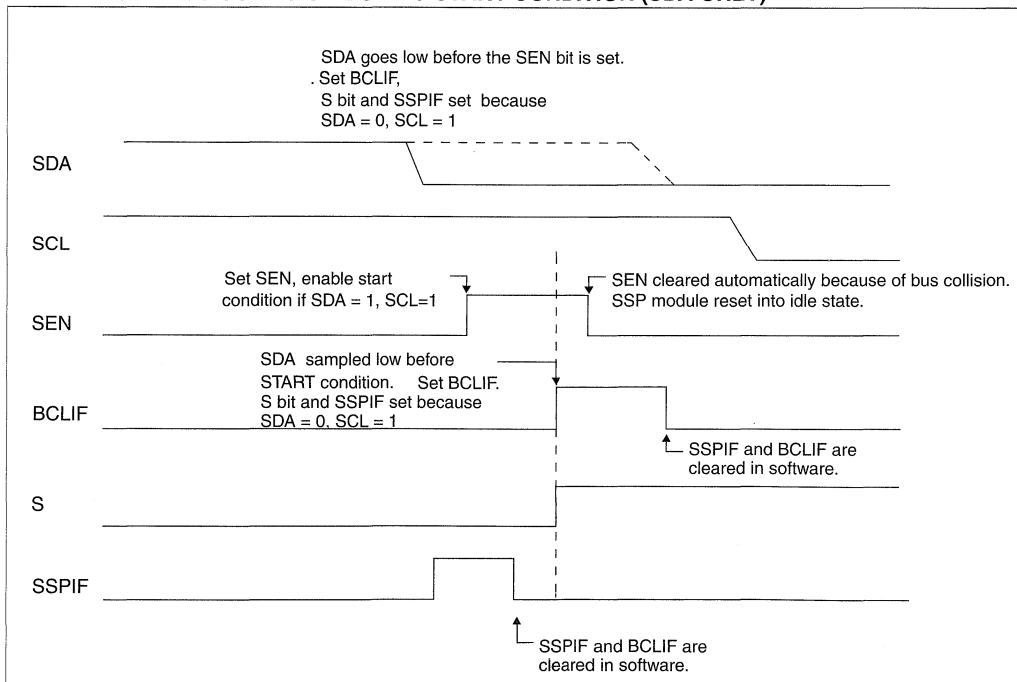 SDA goes low before the SEN bit is set.
. Set BCLIF,
S bit and SSPIF set because
SDA = 0, SCL = 1
SDA
SCL
Set SEN, enable start
condition if SDA = 1, SCL=1
SEN cleared automatically because of bus collision.
SSP module reset into idle state.
SEN
SDA sampled low before
START condition. Set BCLIF.
S bit and SSPIF set because
SDA = 0, SCL = 1
BCLIF
SSPIF and BCLIF are
cleared in software.
S
SSPIF
SSPIF and BCLIF are
cleared in software.